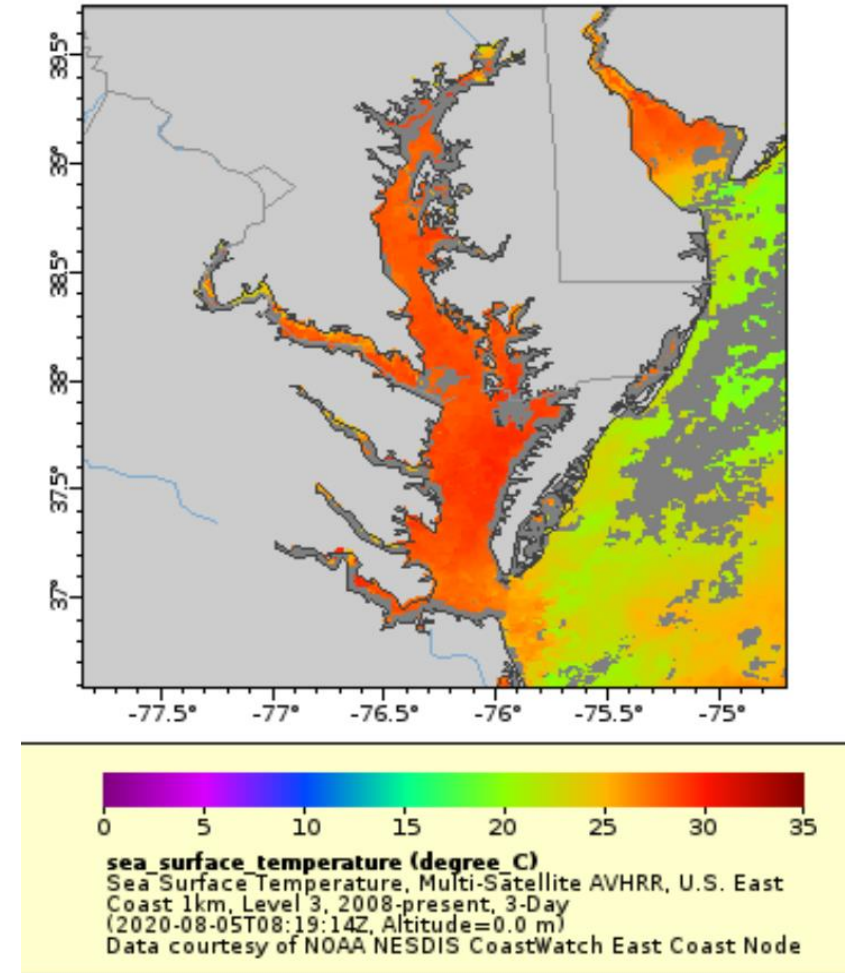 39.5°
39°
38.5°
38°
37.5°
37°
-77.5° -77° -76.5° -76° -75.5° -75°
0 5 10 15 20 25 30 35
sea_surface_temperature (degree_C)
Sea Surface Temperature, Multi-Satellite AVHRR, U.S. East
Coast 1km, Level 3, 2008-present, 3-Day
(2020-08-05T08:19:14Z, Altitude=0.0 m)
Data courtesy of NOAA NESDIS CoastWatch East Coast Node